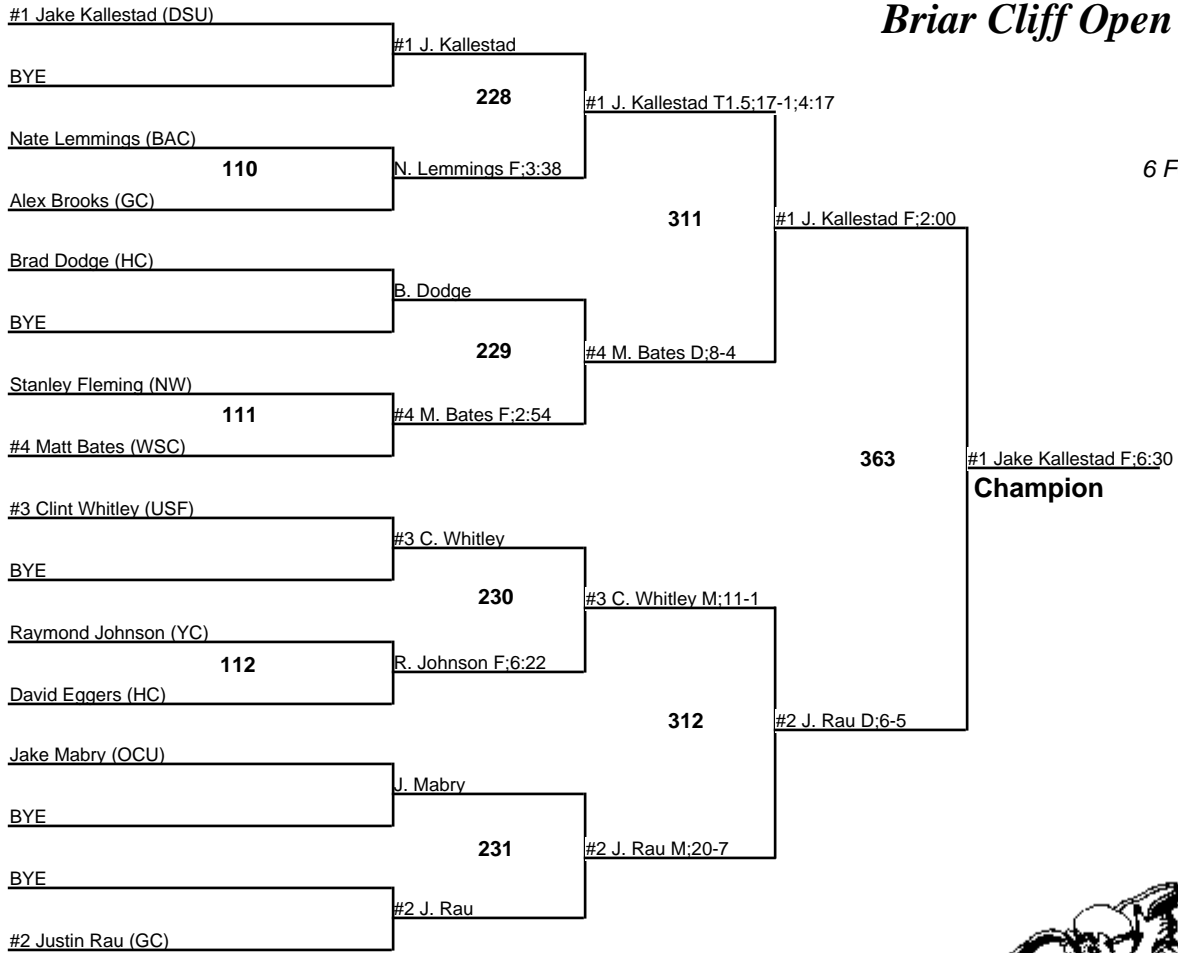 Briar Cliff Open
6 F
#1 Jake Kallestad (DSU)
BYE
Nate Lemmings (BAC)
110
Alex Brooks (GC)
Brad Dodge (HC)
BYE
Stanley Fleming (NW)
111
#4 Matt Bates (WSC)
#3 Clint Whitley (USF)
BYE
Raymond Johnson (YC)
112
David Eggers (HC)
Jake Mabry (OCU)
BYE
BYE
#2 Justin Rau (GC)
#1 J. Kallestad
228
N. Lemmings F;3:38
B. Dodge
229
#4 M. Bates F;2:54
#3 C. Whitley
230
R. Johnson F;6:22
J. Mabry
231
#2 J. Rau
#1 J. Kallestad T1.5;17-1;4:17
311
#4 M. Bates D;8-4
#3 C. Whitley M;11-1
312
#2 J. Rau M;20-7
#1 J. Kallestad F;2:00
363
#2 J. Rau D;6-5
#1 Jake Kallestad F;6:30
Champion